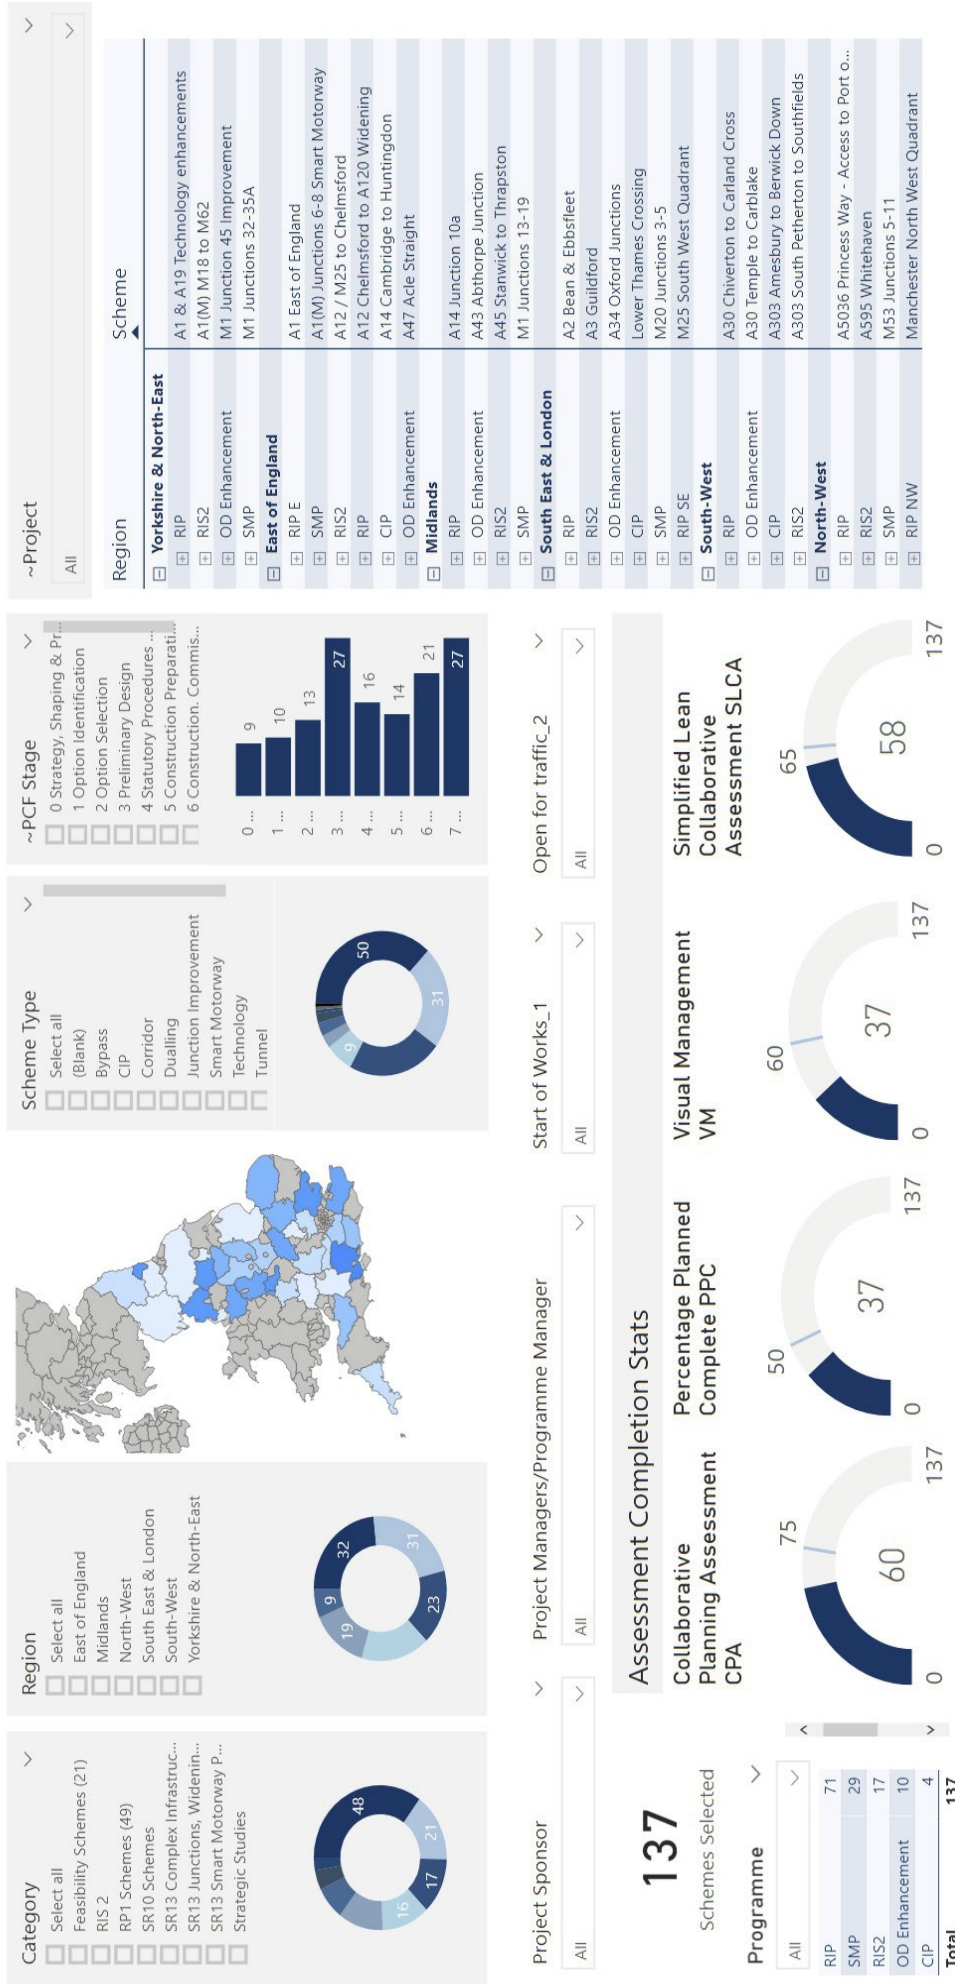 Category
Select all
Feasibility Schemes (21)
RIS 2
RP1 Schemes (49)
SR10 Schemes
SR13 Complex Infrastruc...
SR13 Junctions, Widenin...
SR13 Smart Motorway P...
Strategic Studies
48
21
17
16
Region
Select all
East of England
Midlands
North-West
South East & London
South-West
Yorkshire & North-East
32
31
23
19
9
Scheme Type
Select all
(Blank)
Bypass
CIP
Corridor
Dualling
Junction Improvement
Smart Motorway
Technology
Tunnel
50
31
9
~PCF Stage
0 Strategy, Shaping & Pr...
1 Option Identification
2 Option Selection
3 Preliminary Design
4 Statutory Procedures ...
5 Construction Preparati...
6 Construction. Commis...
0 ... 9
1 ... 10
2 ... 13
3 ... 27
4 ... 16
5 ... 14
6 ... 21
7 ... 27
~Project
All
Region Scheme
Yorkshire & North-East
RIP A1 & A19 Technology enhancements
RIS2 A1(M) M18 to M62
OD Enhancement M1 Junction 45 Improvement
SMP M1 Junctions 32-35A
East of England
RIP E A1 East of England
SMP A1(M) Junctions 6-8 Smart Motorway
RIS2 A12 / M25 to Chelmsford
RIP A12 Chelmsford to A120 Widening
CIP A14 Cambridge to Huntingdon
OD Enhancement A47 Acle Straight
Midlands
RIP A14 Junction 10a
OD Enhancement A43 Abthorpe Junction
RIS2 A45 Stanwick to Thrapston
SMP M1 Junctions 13-19
South East & London
RIP A2 Bean & Ebbsfleet
RIS2 A3 Guildford
OD Enhancement A34 Oxford Junctions
CIP Lower Thames Crossing
SMP M20 Junctions 3-5
RIP SE M25 South West Quadrant
South-West
RIP A30 Chiverton to Carland Cross
OD Enhancement A30 Temple to Carblake
CIP A303 Amesbury to Berwick Down
RIS2 A303 South Petherton to Southfields
North-West
RIP A5036 Princess Way - Access to Port o...
RIS2 A595 Whitehaven
SMP M53 Junctions 5-11
RIP NW Manchester North West Quadrant
Project Sponsor
All
Project Managers/Programme Manager
All
Start of Works_1
All
Open for traffic_2
All
137
Schemes Selected
Programme
All
RIP 71
SMP 29
RIS2 17
OD Enhancement 10
CIP 4
Total 137
Assessment Completion Stats
Collaborative
Planning Assessment
CPA
75
60
0 137
Percentage Planned
Complete PPC
50
37
0 137
Visual Management
VM
60
37
0 137
Simplified Lean
Collaborative
Assessment SLCA
65
58
0 137